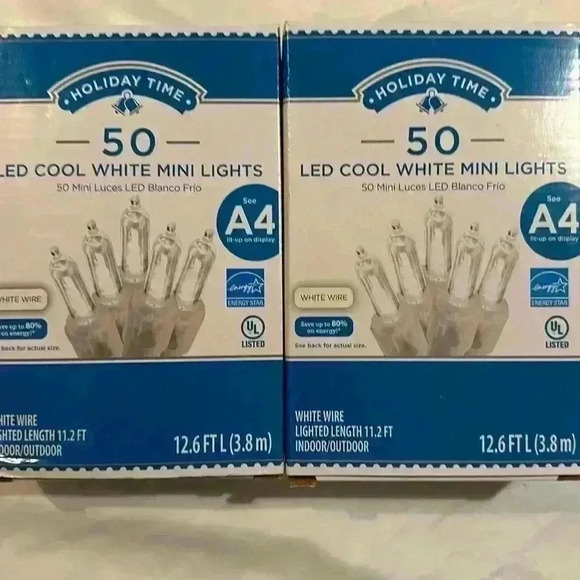 HOLIDAY TIME
50
LED COOL WHITE MINI LIGHTS
50 Mini Luces LED Blanco Frío
See
A4
lit-up on display
energy
ENERGY STAR
WHITE WIRE
Save up to 80%
on energy!*
UL
LISTED
See back for actual size.
WHITE WIRE
LIGHTED LENGTH 11.2 FT
INDOOR/OUTDOOR
12.6 FT L (3.8 m)
HOLIDAY TIME
50
LED COOL WHITE MINI LIGHTS
50 Mini Luces LED Blanco Frío
See
A4
lit-up on display
energy
ENERGY STAR
WHITE WIRE
Save up to 80%
on energy!*
UL
LISTED
See back for actual size.
WHITE WIRE
LIGHTED LENGTH 11.2 FT
INDOOR/OUTDOOR
12.6 FT L (3.8 m)